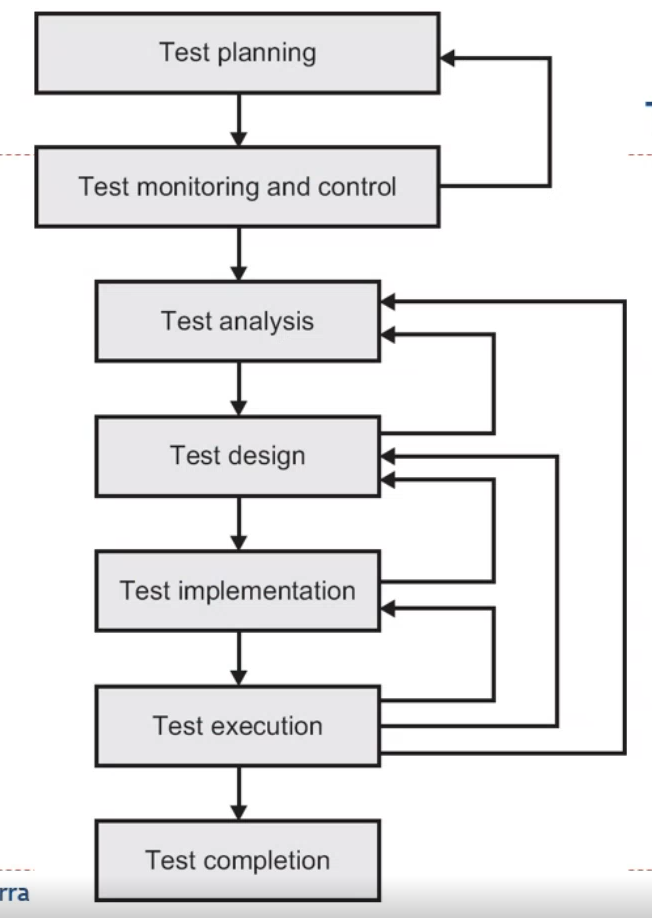 Test planning
Test monitoring and control
Test analysis
Test design
Test implementation
Test execution
Test completion
rra